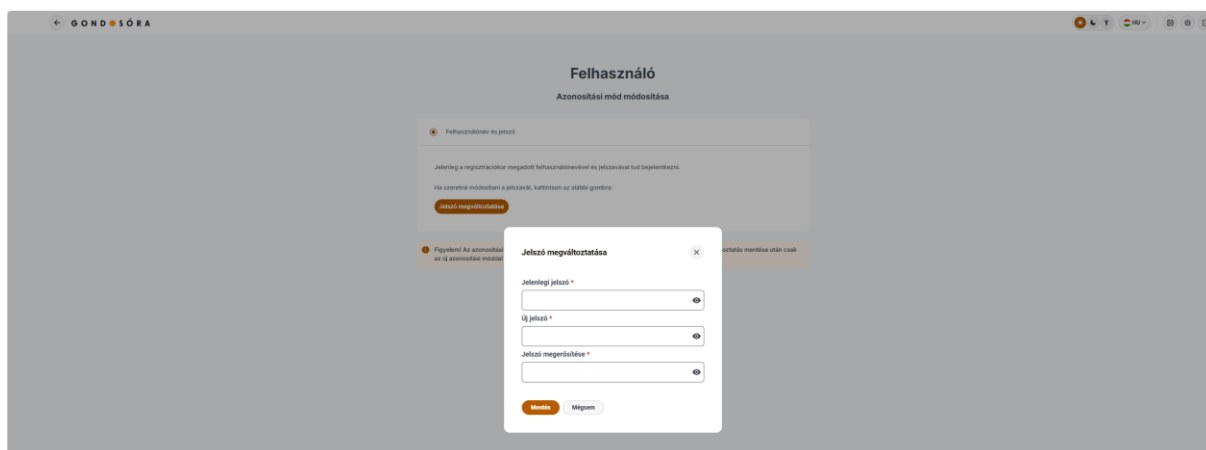 GONDOSÓRA
HU
Felhasználó
Azonosítási mód módosítása
Felhasználónév és jelszó
Jelenleg a regisztrációkor megadott felhasználónevével és jelszavával tud bejelentkezni.
Ha szeretné módosítani a jelszavát, kattintson az alábbi gombra:
Jelszó megváltoztatása
Figyelem! Az azonosítási
oztatás mentése után csak
az új azonosítási móddal
Jelszó megváltoztatása
Jelenlegi jelszó *
Új jelszó *
Jelszó megerősítése *
Mentés
Mégsem